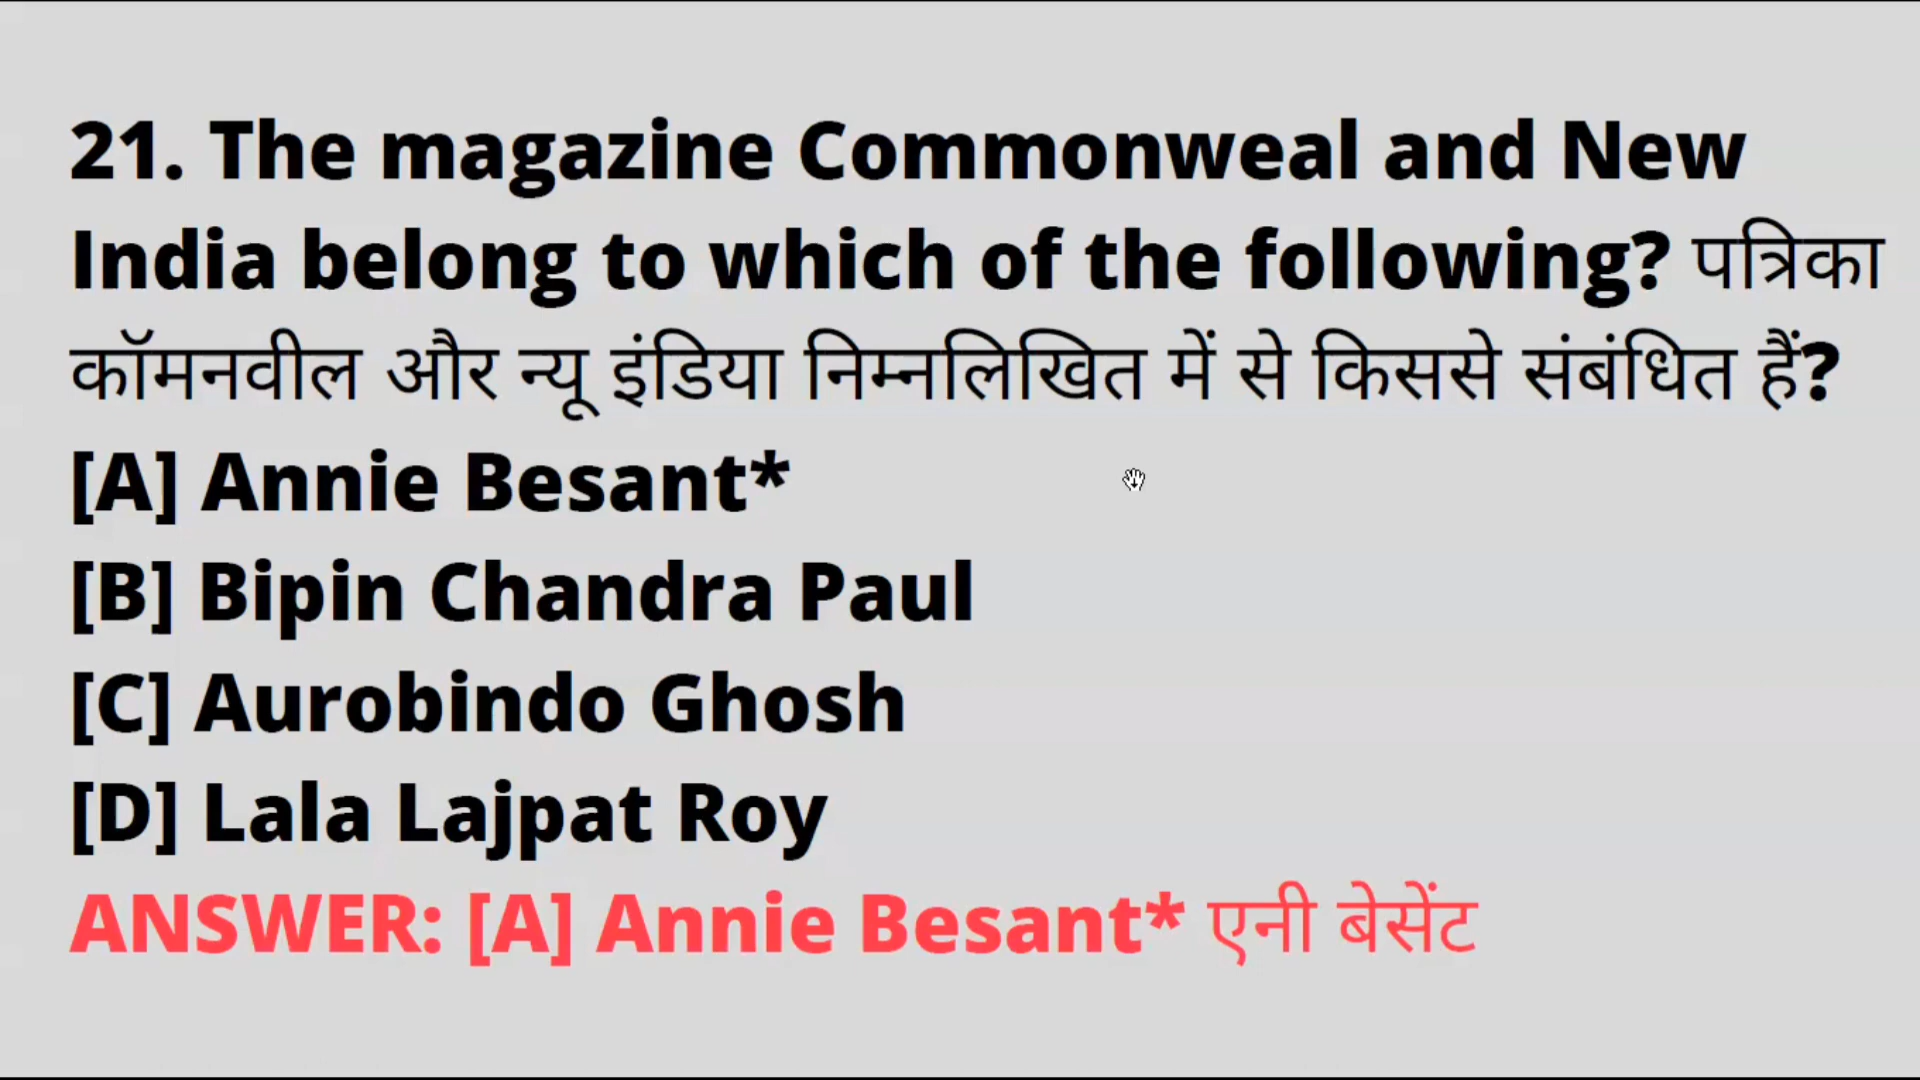 21. The magazine Commonweal and New
India belong to which of the following? पत्रिका
कॉमनवील और न्यू इंडिया निम्नलिखित में से किससे संबंधित हैं?
[A] Annie Besant*
[B] Bipin Chandra Paul
[C] Aurobindo Ghosh
[D] Lala Lajpat Roy
ANSWER: [A] Annie Besant* एनी बेसेंट